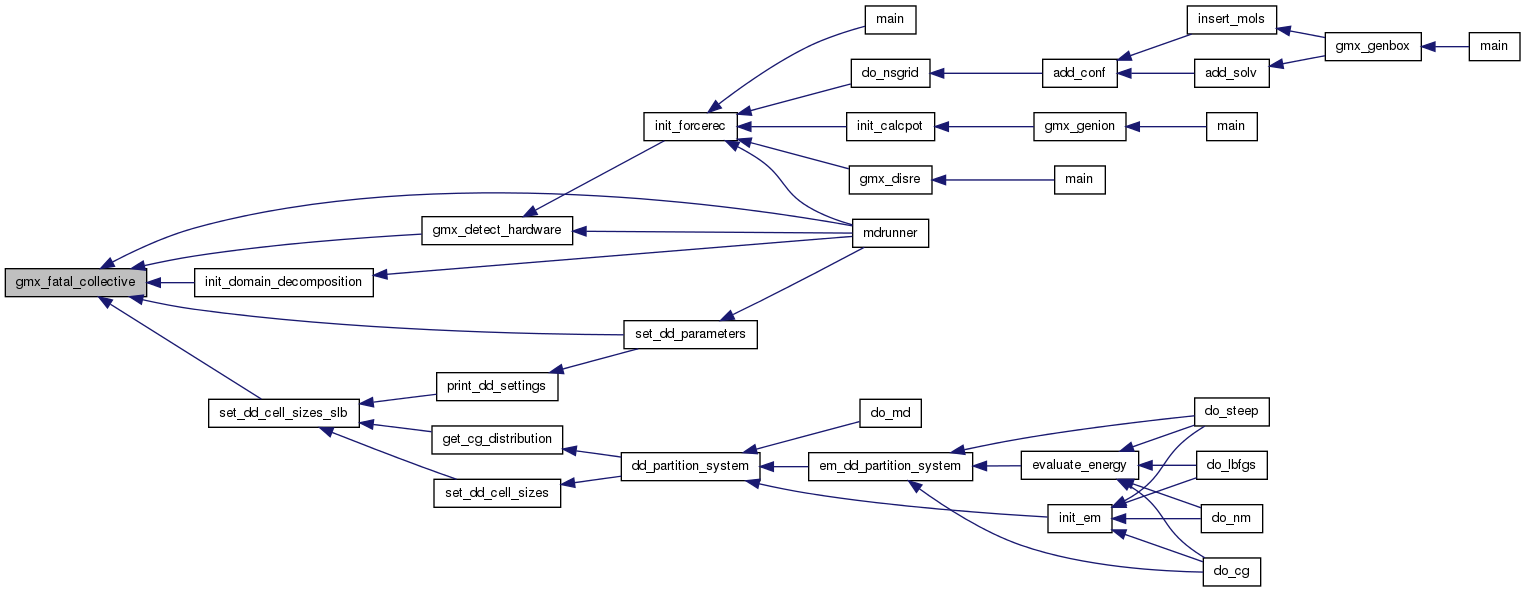 main
insert_mols
gmx_genbox
main
do_nsgrid
add_conf
add_solv
init_forcerec
init_calcpot
gmx_genion
main
gmx_disre
main
gmx_detect_hardware
mdrunner
gmx_fatal_collective
init_domain_decomposition
set_dd_parameters
print_dd_settings
set_dd_cell_sizes_slb
get_cg_distribution
set_dd_cell_sizes
dd_partition_system
do_md
em_dd_partition_system
evaluate_energy
init_em
do_steep
do_lbfgs
do_nm
do_cg